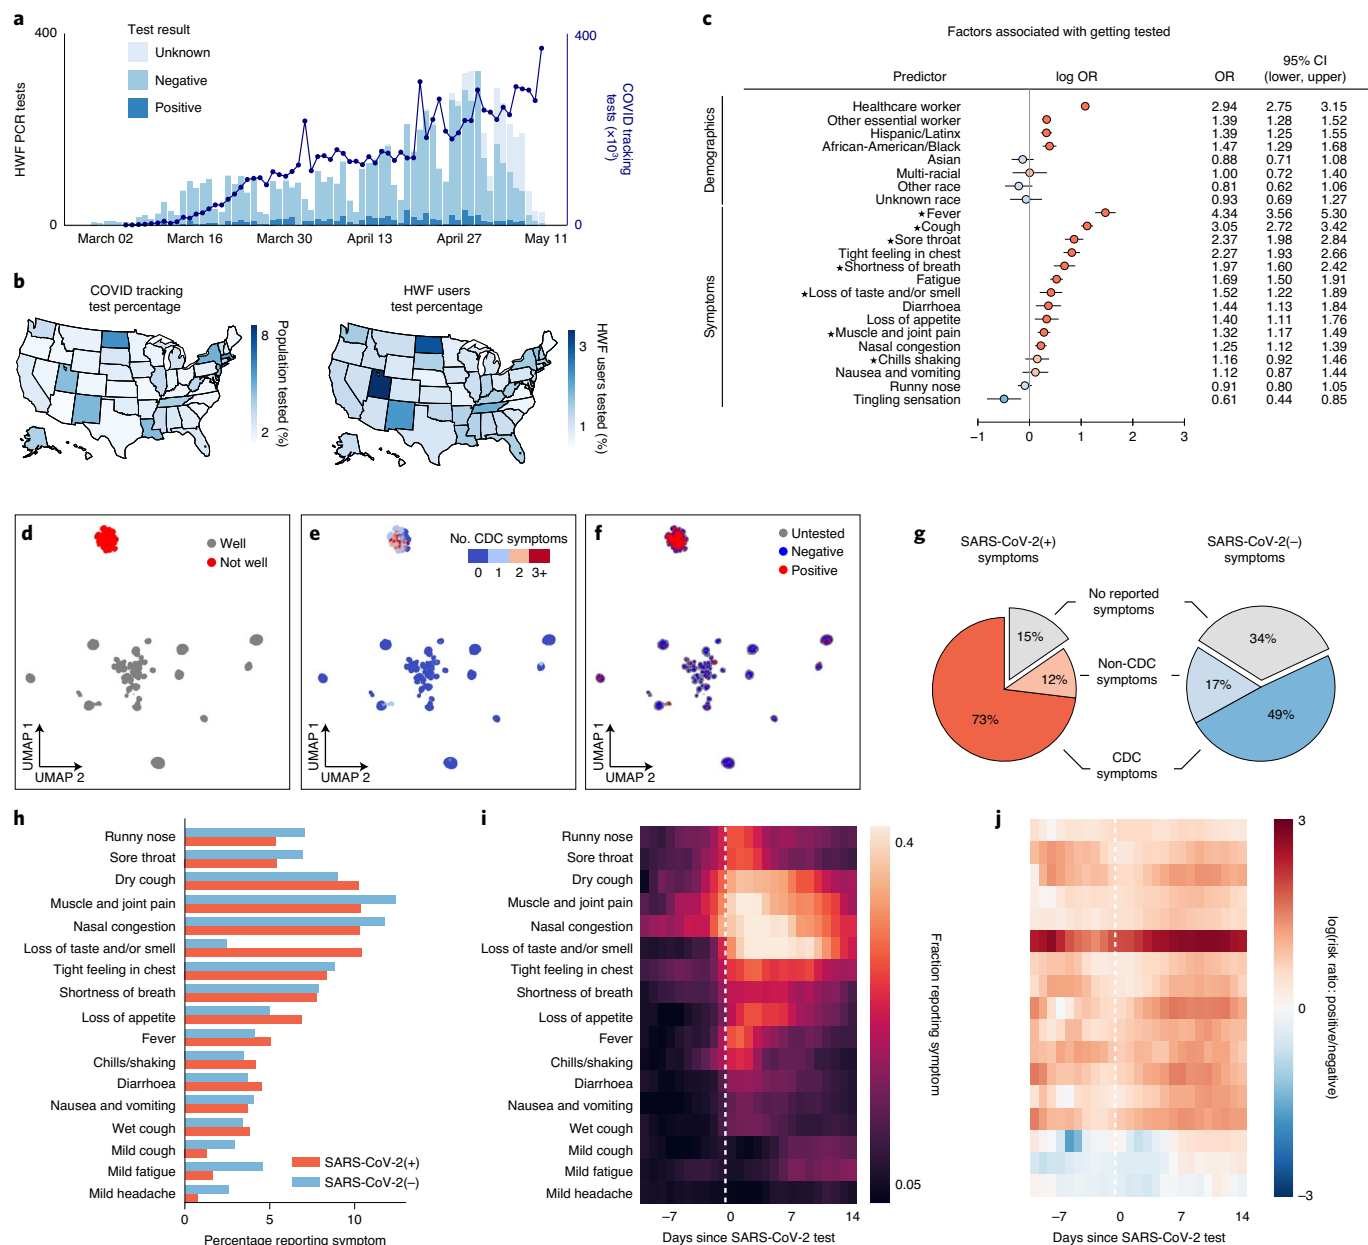 a
400
0
HWF PCR tests
Test result
Unknown
Negative
Positive
400
0
COVID tracking
tests (×10³)
March 02
March 16
March 30
April 13
April 27
May 11
b
COVID tracking
test percentage
8
2
Population tested (%)
HWF users
test percentage
3
1
HWF users tested (%)
c
Factors associated with getting tested
Predictor
log OR
OR
95% CI
(lower, upper)
Demographics
Healthcare worker 2.94 2.75 3.15
Other essential worker 1.39 1.28 1.52
Hispanic/Latinx 1.39 1.25 1.55
African-American/Black 1.47 1.29 1.68
Asian 0.88 0.71 1.08
Multi-racial 1.00 0.72 1.40
Other race 0.81 0.62 1.06
Unknown race 0.93 0.69 1.27
Symptoms
★Fever 4.34 3.56 5.30
★Cough 3.05 2.72 3.42
★Sore throat 2.37 1.98 2.84
Tight feeling in chest 2.27 1.93 2.66
★Shortness of breath 1.97 1.60 2.42
Fatigue 1.69 1.50 1.91
★Loss of taste and/or smell 1.52 1.22 1.89
Diarrhoea 1.44 1.13 1.84
Loss of appetite 1.40 1.11 1.76
★Muscle and joint pain 1.32 1.17 1.49
Nasal congestion 1.25 1.12 1.39
★Chills shaking 1.16 0.92 1.46
Nausea and vomiting 1.12 0.87 1.44
Runny nose 0.91 0.80 1.05
Tingling sensation 0.61 0.44 0.85
–1 0 1 2 3
d
Well
Not well
UMAP 1
UMAP 2
e
No. CDC symptoms
0 1 2 3+
UMAP 1
UMAP 2
f
Untested
Negative
Positive
UMAP 1
UMAP 2
g
SARS-CoV-2(+)
symptoms
SARS-CoV-2(–)
symptoms
No reported
symptoms
Non-CDC
symptoms
CDC
symptoms
15%
12%
73%
34%
17%
49%
h
Runny nose
Sore throat
Dry cough
Muscle and joint pain
Nasal congestion
Loss of taste and/or smell
Tight feeling in chest
Shortness of breath
Loss of appetite
Fever
Chills/shaking
Diarrhoea
Nausea and vomiting
Wet cough
Mild cough
Mild fatigue
Mild headache
SARS-CoV-2(+)
SARS-CoV-2(–)
0 5 10
Percentage reporting symptom
i
Runny nose
Sore throat
Dry cough
Muscle and joint pain
Nasal congestion
Loss of taste and/or smell
Tight feeling in chest
Shortness of breath
Loss of appetite
Fever
Chills/shaking
Diarrhoea
Nausea and vomiting
Wet cough
Mild cough
Mild fatigue
Mild headache
–7 0 7 14
Days since SARS-CoV-2 test
0.4
0.05
Fraction reporting symptom
j
–7 0 7 14
Days since SARS-CoV-2 test
3
0
–3
log(risk ratio: positive/negative)